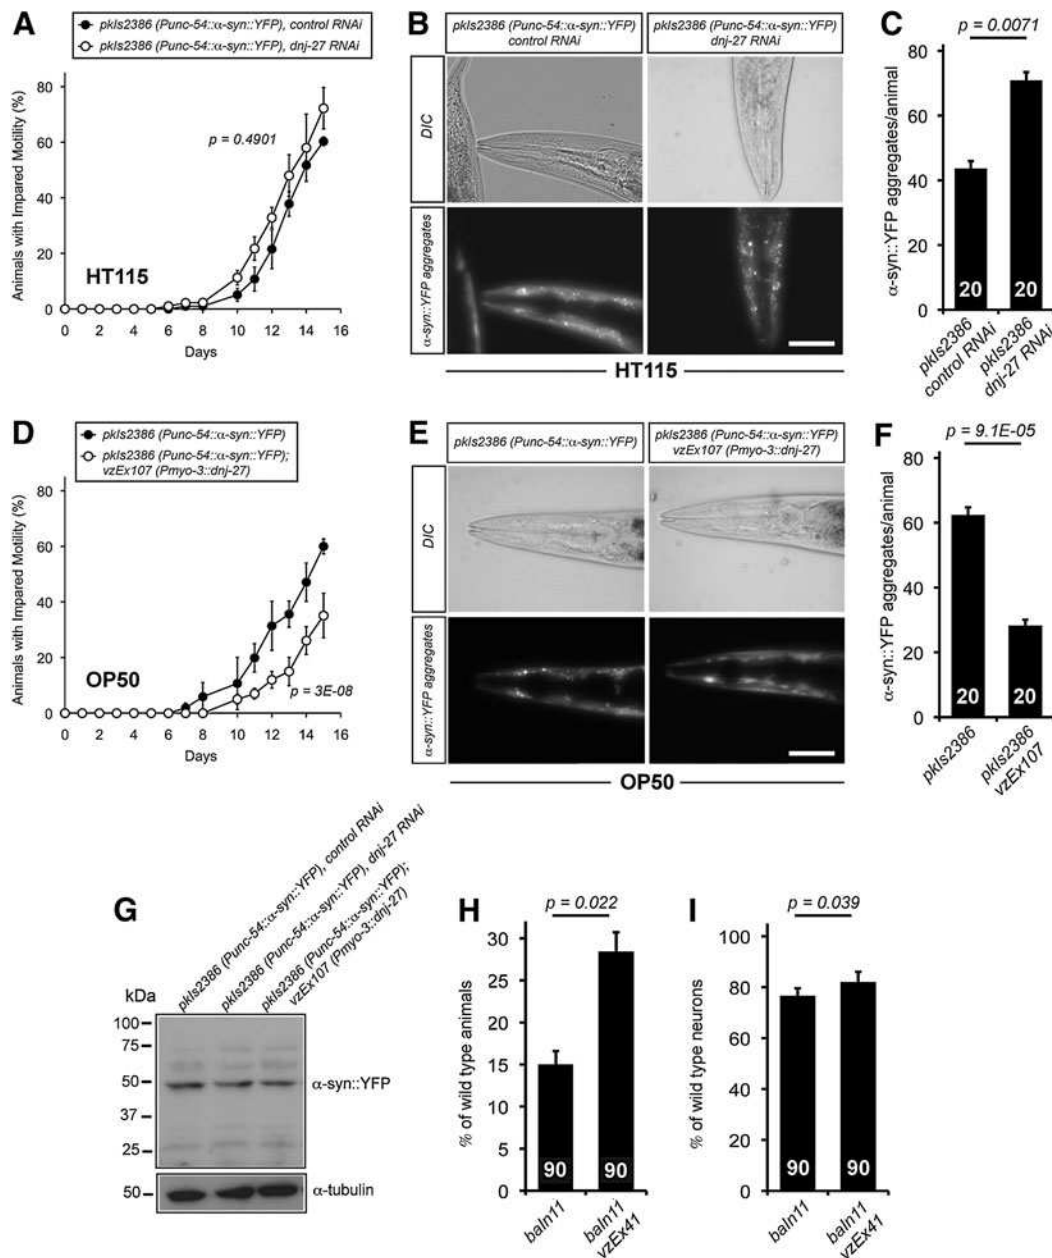 A
pkIs2386 (Punc-54::α-syn::YFP), control RNAi
pkIs2386 (Punc-54::α-syn::YFP), dnj-27 RNAi
Animals with Impared Motility (%)
80
60
40
20
0
p = 0.4901
HT115
0 2 4 6 8 10 12 14 16
Days
B
pkIs2386 (Punc-54::α-syn::YFP)
control RNAi
pkIs2386 (Punc-54::α-syn::YFP)
dnj-27 RNAi
DIC
α-syn::YFP aggregates
HT115
C
p = 0.0071
α-syn::YFP aggregates/animal
80
60
40
20
0
20 20
pkIs2386
control RNAi
pkIs2386
dnj-27 RNAi
D
pkIs2386 (Punc-54::α-syn::YFP)
pkIs2386 (Punc-54::α-syn::YFP);
vzEx107 (Pmyo-3::dnj-27)
Animals with Impared Motility (%)
80
60
40
20
0
OP50
p = 3E-08
0 2 4 6 8 10 12 14 16
Days
E
pkIs2386 (Punc-54::α-syn::YFP)
pkIs2386 (Punc-54::α-syn::YFP)
vzEx107 (Pmyo-3::dnj-27)
DIC
α-syn::YFP aggregates
OP50
F
p = 9.1E-05
α-syn::YFP aggregates/animal
80
60
40
20
0
20 20
pkIs2386
pkIs2386
vzEx107
G
pkIs2386 (Punc-54::α-syn::YFP), control RNAi
pkIs2386 (Punc-54::α-syn::YFP), dnj-27 RNAi
pkIs2386 (Punc-54::α-syn::YFP);
vzEx107 (Pmyo-3::dnj-27)
kDa
100
75
50
37
25
50
α-syn::YFP
α-tubulin
H
p = 0.022
% of wild type animals
30
25
20
15
10
5
0
90 90
baIn11
baIn11
vzEx41
I
p = 0.039
% of wild type neurons
100
80
60
40
20
0
90 90
baIn11
baIn11
vzEx41